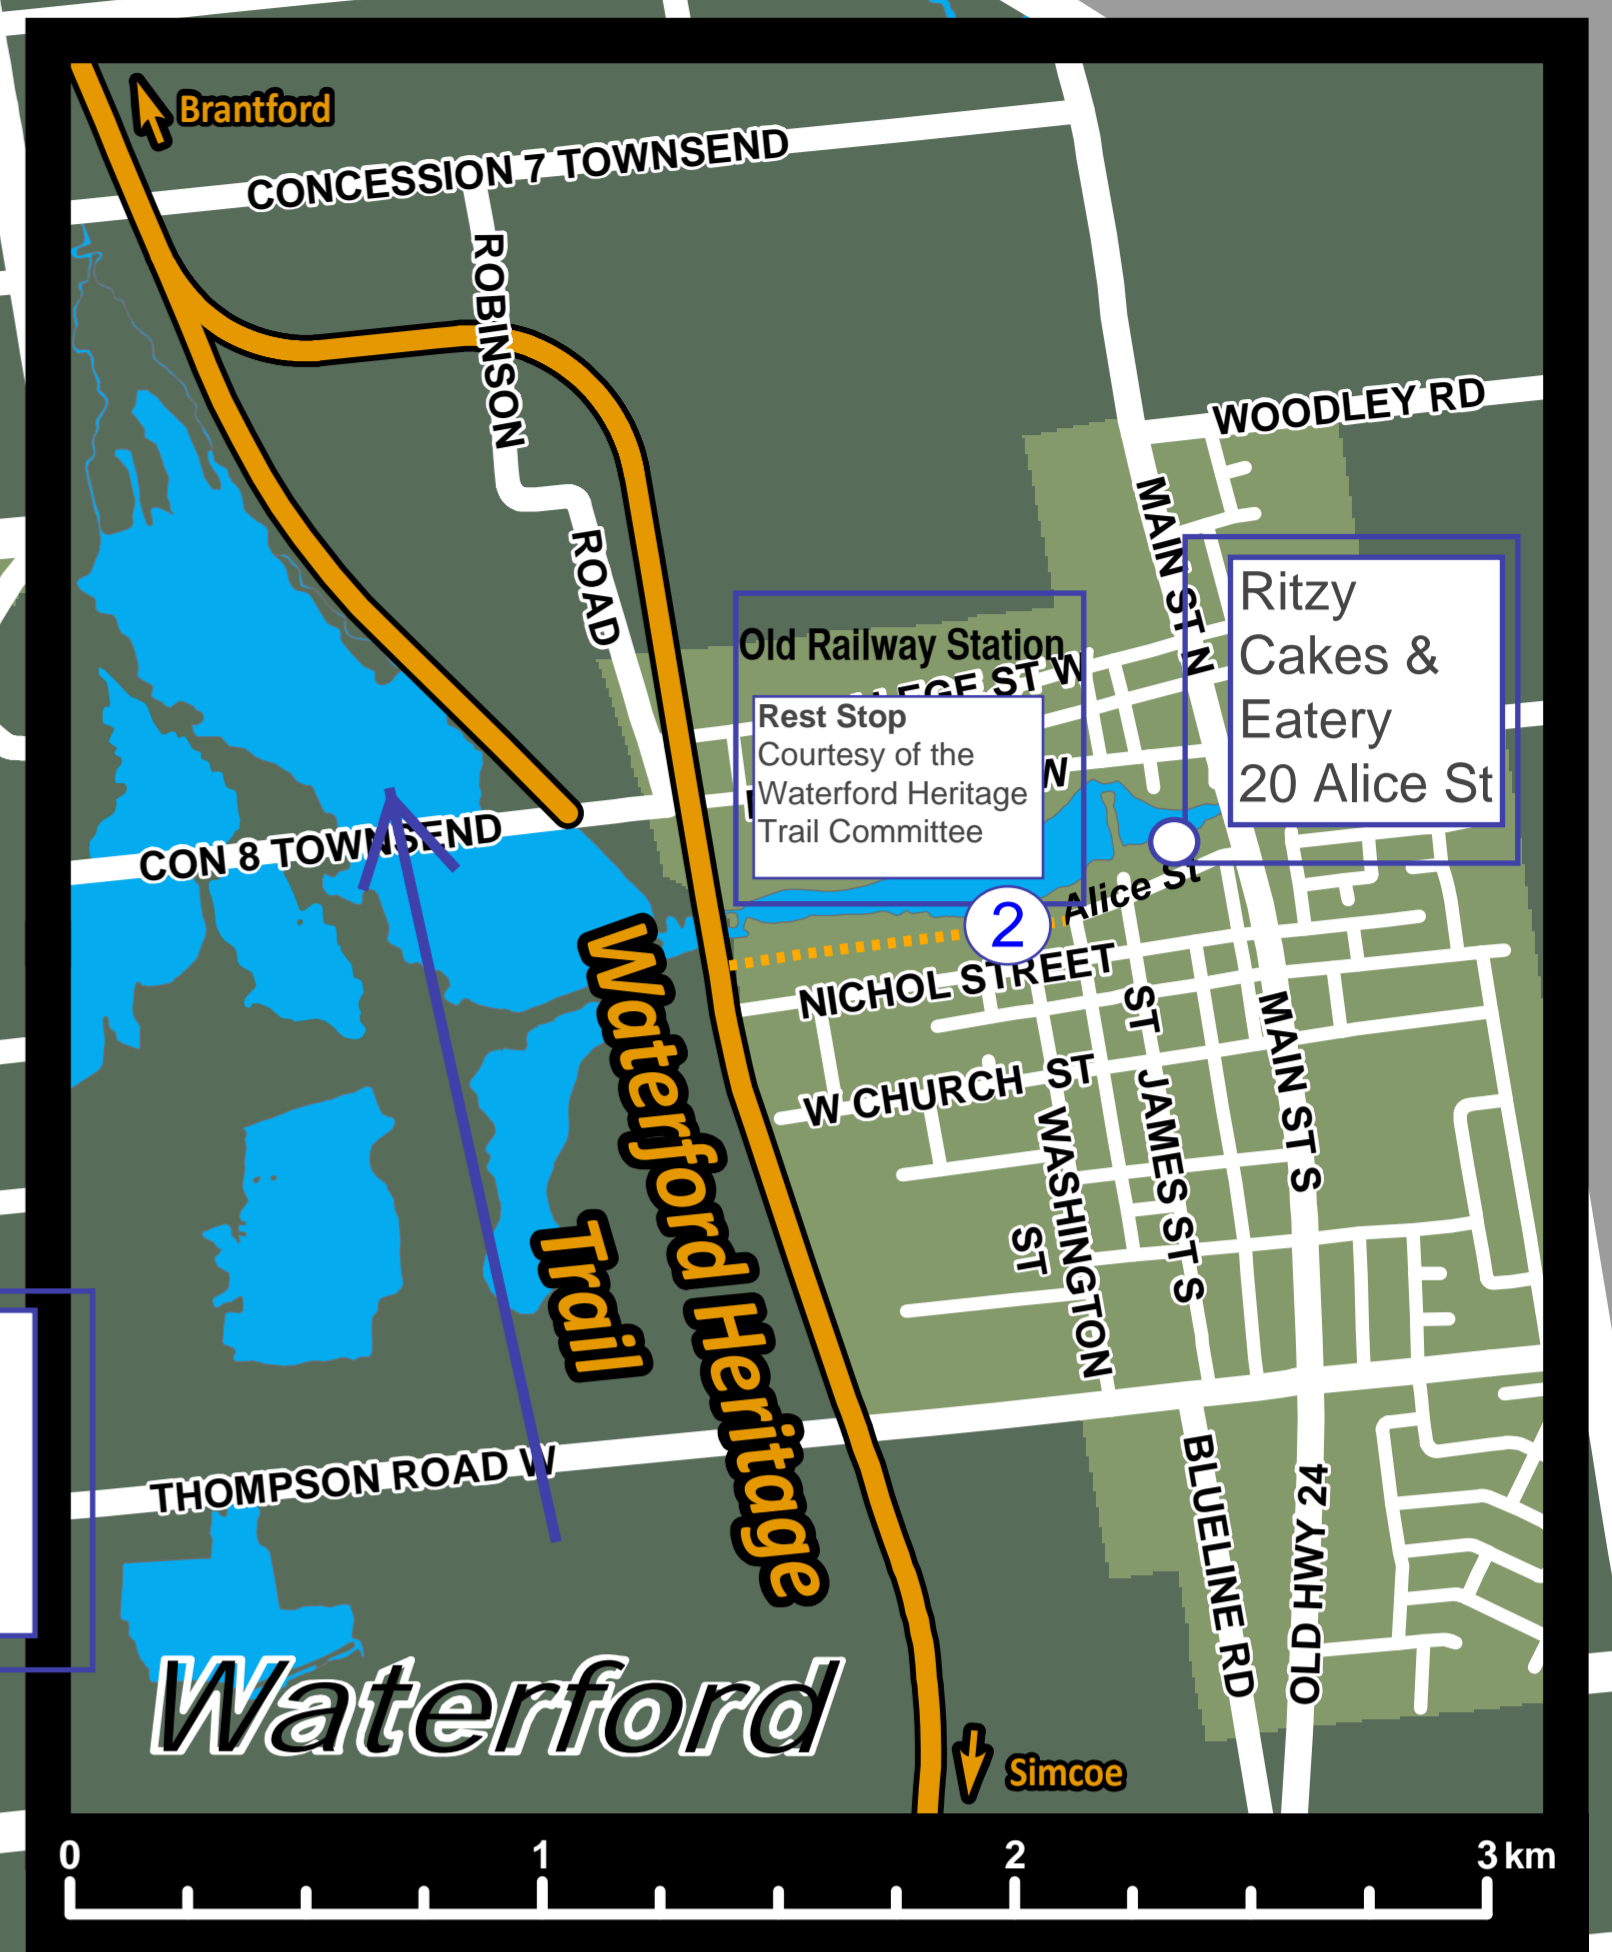 Brantford
CONCESSION 7 TOWNSEND
ROBINSON
ROAD
WOODLEY RD
MAIN ST N
Ritzy
Cakes &
Eatery
20 Alice St
Old Railway Station
LEGE ST W
Rest Stop
Courtesy of the
Waterford Heritage
Trail Committee
W
CON 8 TOWNSEND
Alice St
2
NICHOL STREET
Waterford Heritage
Trail
W CHURCH ST
WASHINGTON
ST
ST JAMES ST S
MAIN ST S
THOMPSON ROAD W
BLUELINE RD
OLD HWY 24
Waterford
Simcoe
0 1 2 3 km